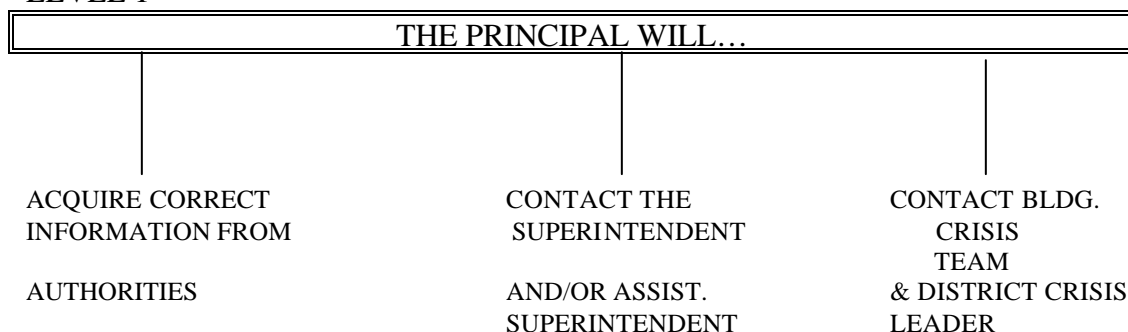 THE PRINCIPAL WILL…
ACQUIRE CORRECT
INFORMATION FROM
AUTHORITIES
CONTACT THE
SUPERINTENDENT
AND/OR ASSIST.
SUPERINTENDENT
CONTACT BLDG.
CRISIS
TEAM
& DISTRICT CRISIS
LEADER